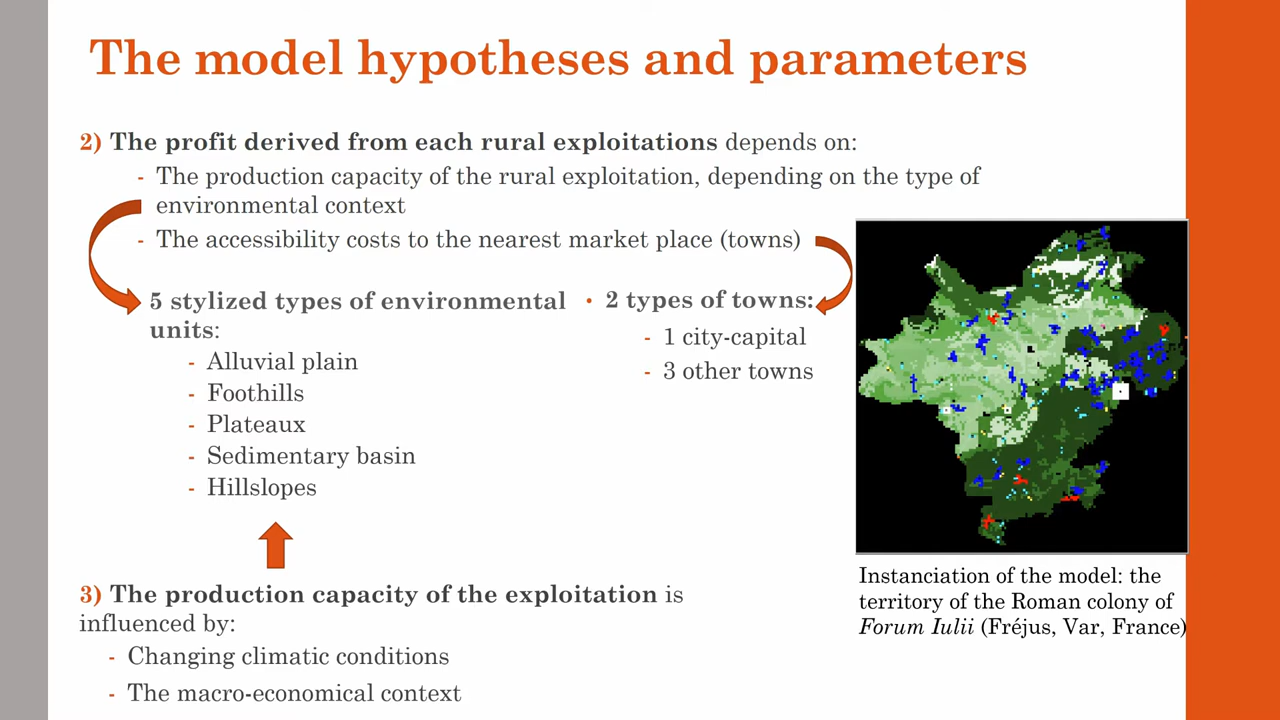 The model hypotheses and parameters
2) The profit derived from each rural exploitations depends on:
- The production capacity of the rural exploitation, depending on the type of
environmental context
- The accessibility costs to the nearest market place (towns)
5 stylized types of environmental
units:
- Alluvial plain
- Foothills
- Plateaux
- Sedimentary basin
- Hillslopes
• 2 types of towns:
- 1 city-capital
- 3 other towns
3) The production capacity of the exploitation is
influenced by:
- Changing climatic conditions
- The macro-economical context
Instanciation of the model: the
territory of the Roman colony of
Forum Iulii (Fréjus, Var, France)